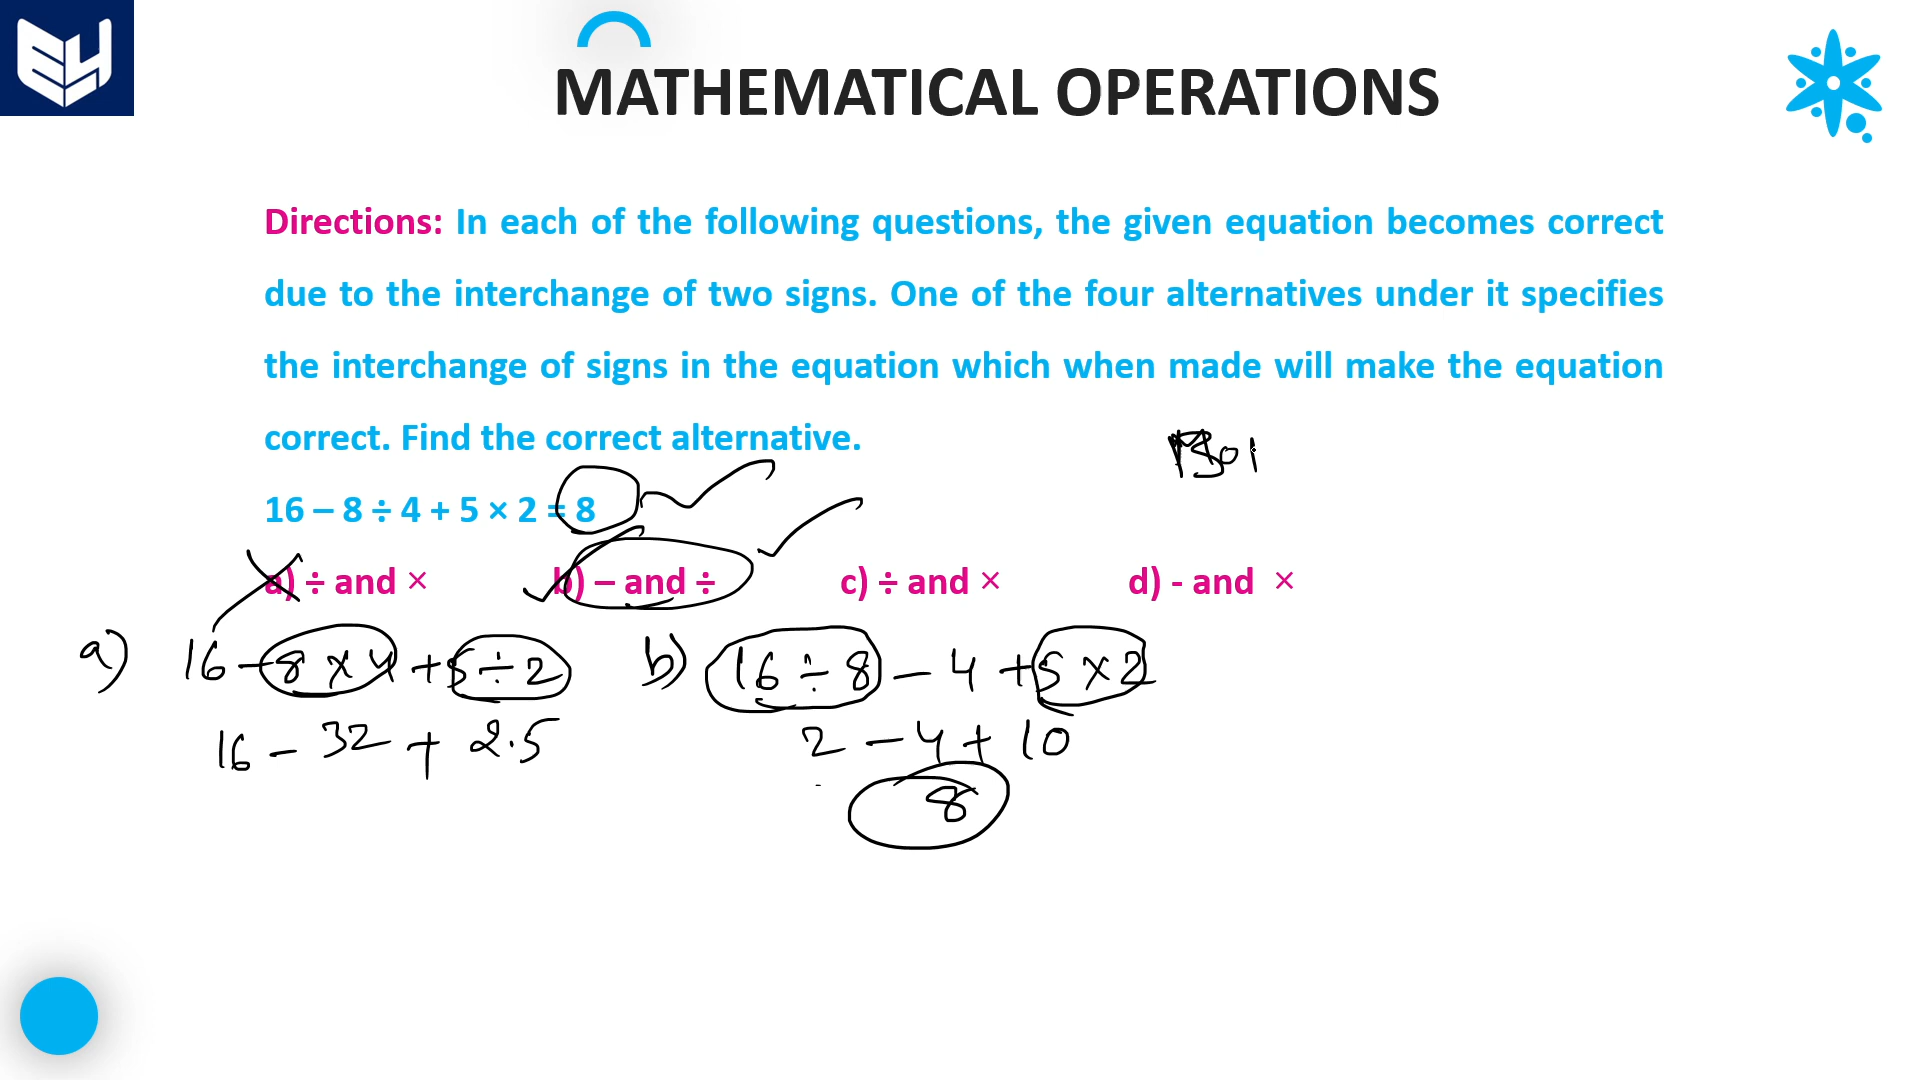 MATHEMATICAL OPERATIONS
Directions: In each of the following questions, the given equation becomes correct
due to the interchange of two signs. One of the four alternatives under it specifies
the interchange of signs in the equation which when made will make the equation
correct. Find the correct alternative.
16 – 8 ÷ 4 + 5 × 2 = 8
a) ÷ and × b) – and ÷ c) ÷ and × d) - and ×
a) 16 - 8 × 4 + 5 ÷ 2 b) 16 ÷ 8 - 4 + 5 × 2
16 - 32 + 2.5 2 - 4 + 10
8